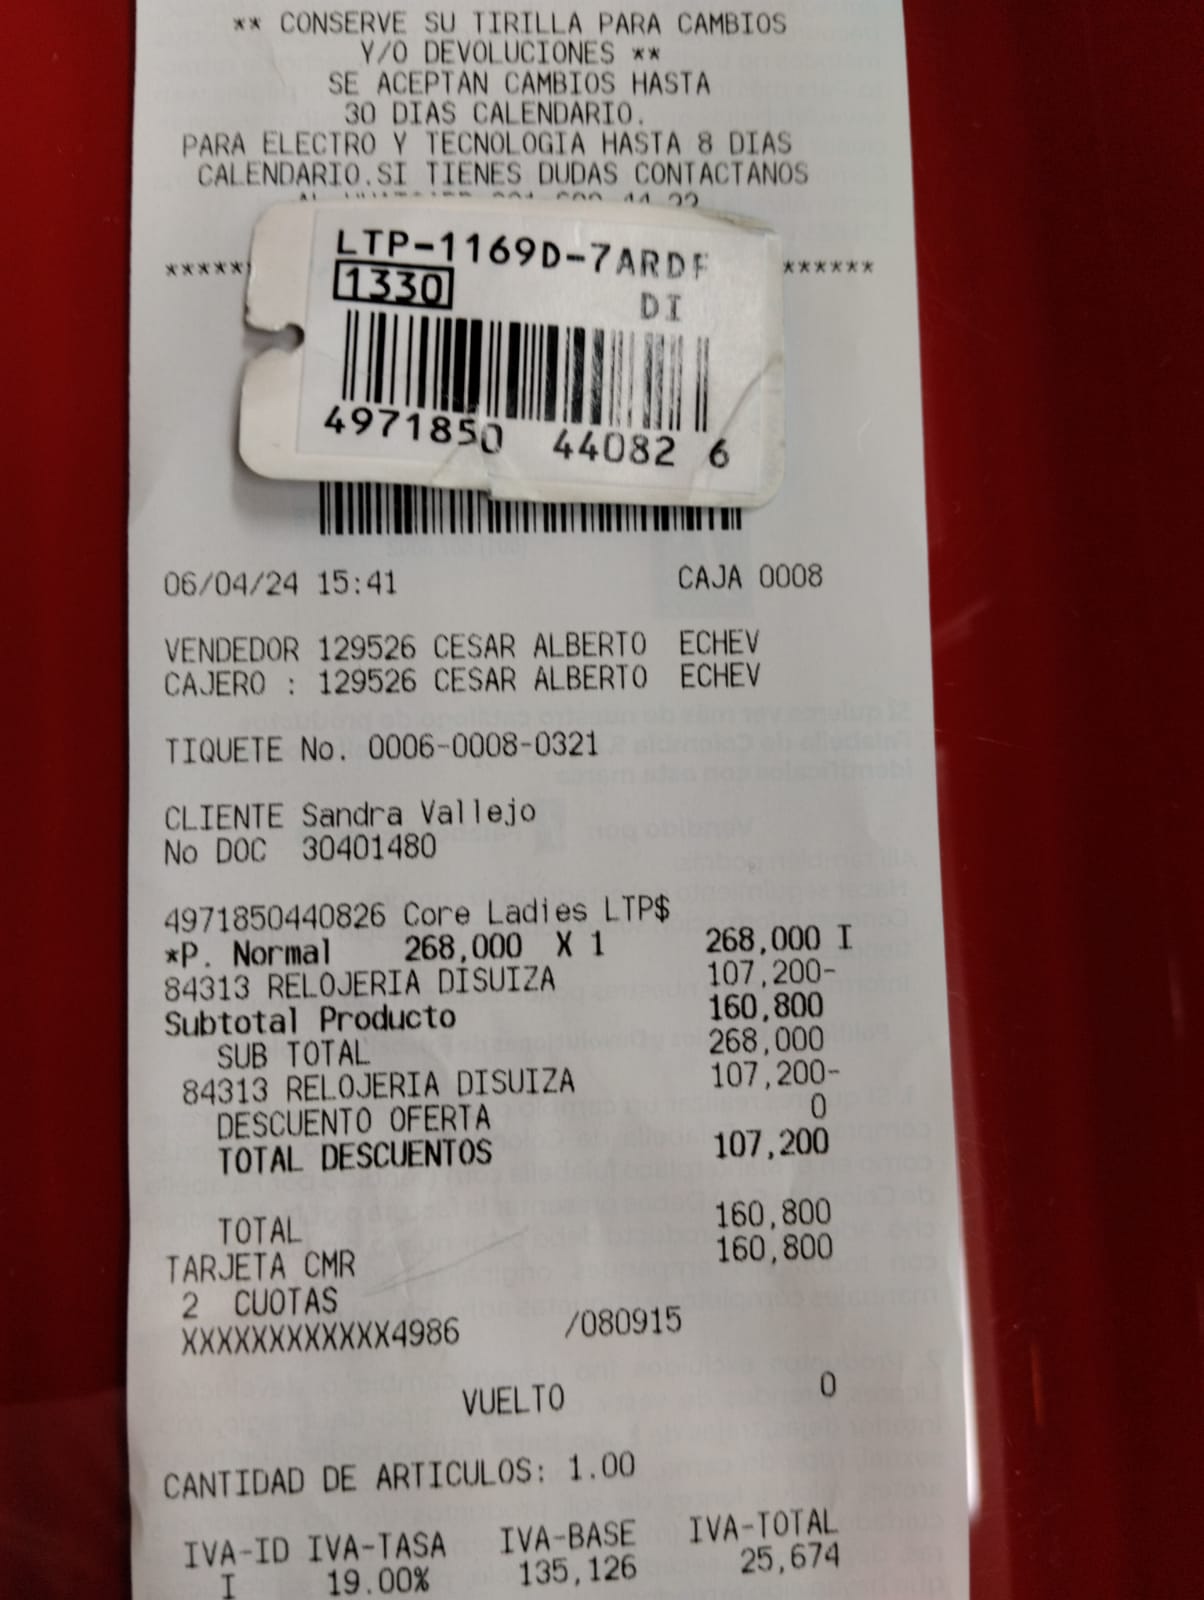 ** CONSERVE SU TIRILLA PARA CAMBIOS
Y/O DEVOLUCIONES **
SE ACEPTAN CAMBIOS HASTA
30 DIAS CALENDARIO.
PARA ELECTRO Y TECNOLOGIA HASTA 8 DIAS
CALENDARIO.SI TIENES DUDAS CONTACTANOS
LTP-1169D-7ARDF
1330 DI
4971850 44082 6
06/04/24 15:41 CAJA 0008
VENDEDOR 129526 CESAR ALBERTO ECHEV
CAJERO : 129526 CESAR ALBERTO ECHEV
TIQUETE No. 0006-0008-0321
CLIENTE Sandra Vallejo
No DOC 30401480
4971850440826 Core Ladies LTP$
*P. Normal 268,000 X 1 268,000 I
84313 RELOJERIA DISUIZA 107,200-
Subtotal Producto 160,800
SUB TOTAL 268,000
84313 RELOJERIA DISUIZA 107,200-
DESCUENTO OFERTA 0
TOTAL DESCUENTOS 107,200
TOTAL 160,800
TARJETA CMR 160,800
2 CUOTAS
XXXXXXXXXXXX4986 /080915
VUELTO 0
CANTIDAD DE ARTICULOS: 1.00
IVA-ID IVA-TASA IVA-BASE IVA-TOTAL
I 19.00% 135,126 25,674